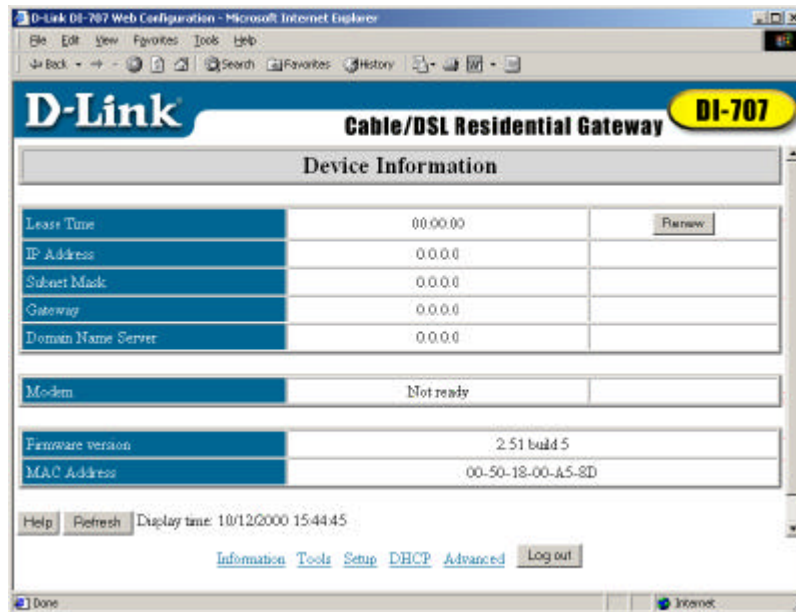 D-Link DI-707 Web Configuration - Microsoft Internet Explorer
File Edit View Favorites Tools Help
Back Search Favorites History
D-Link
Cable/DSL Residential Gateway DI-707
Device Information
Lease Time 00:00:00 Renew
IP Address 0.0.0.0
Subnet Mask 0.0.0.0
Gateway 0.0.0.0
Domain Name Server 0.0.0.0
Modem Not ready
Firmware version 2.51 build 5
MAC Address 00-50-18-00-A5-8D
Help Refresh Display time: 10/12/2000 15:44:45
Information Tools Setup DHCP Advanced Log out
Done Internet